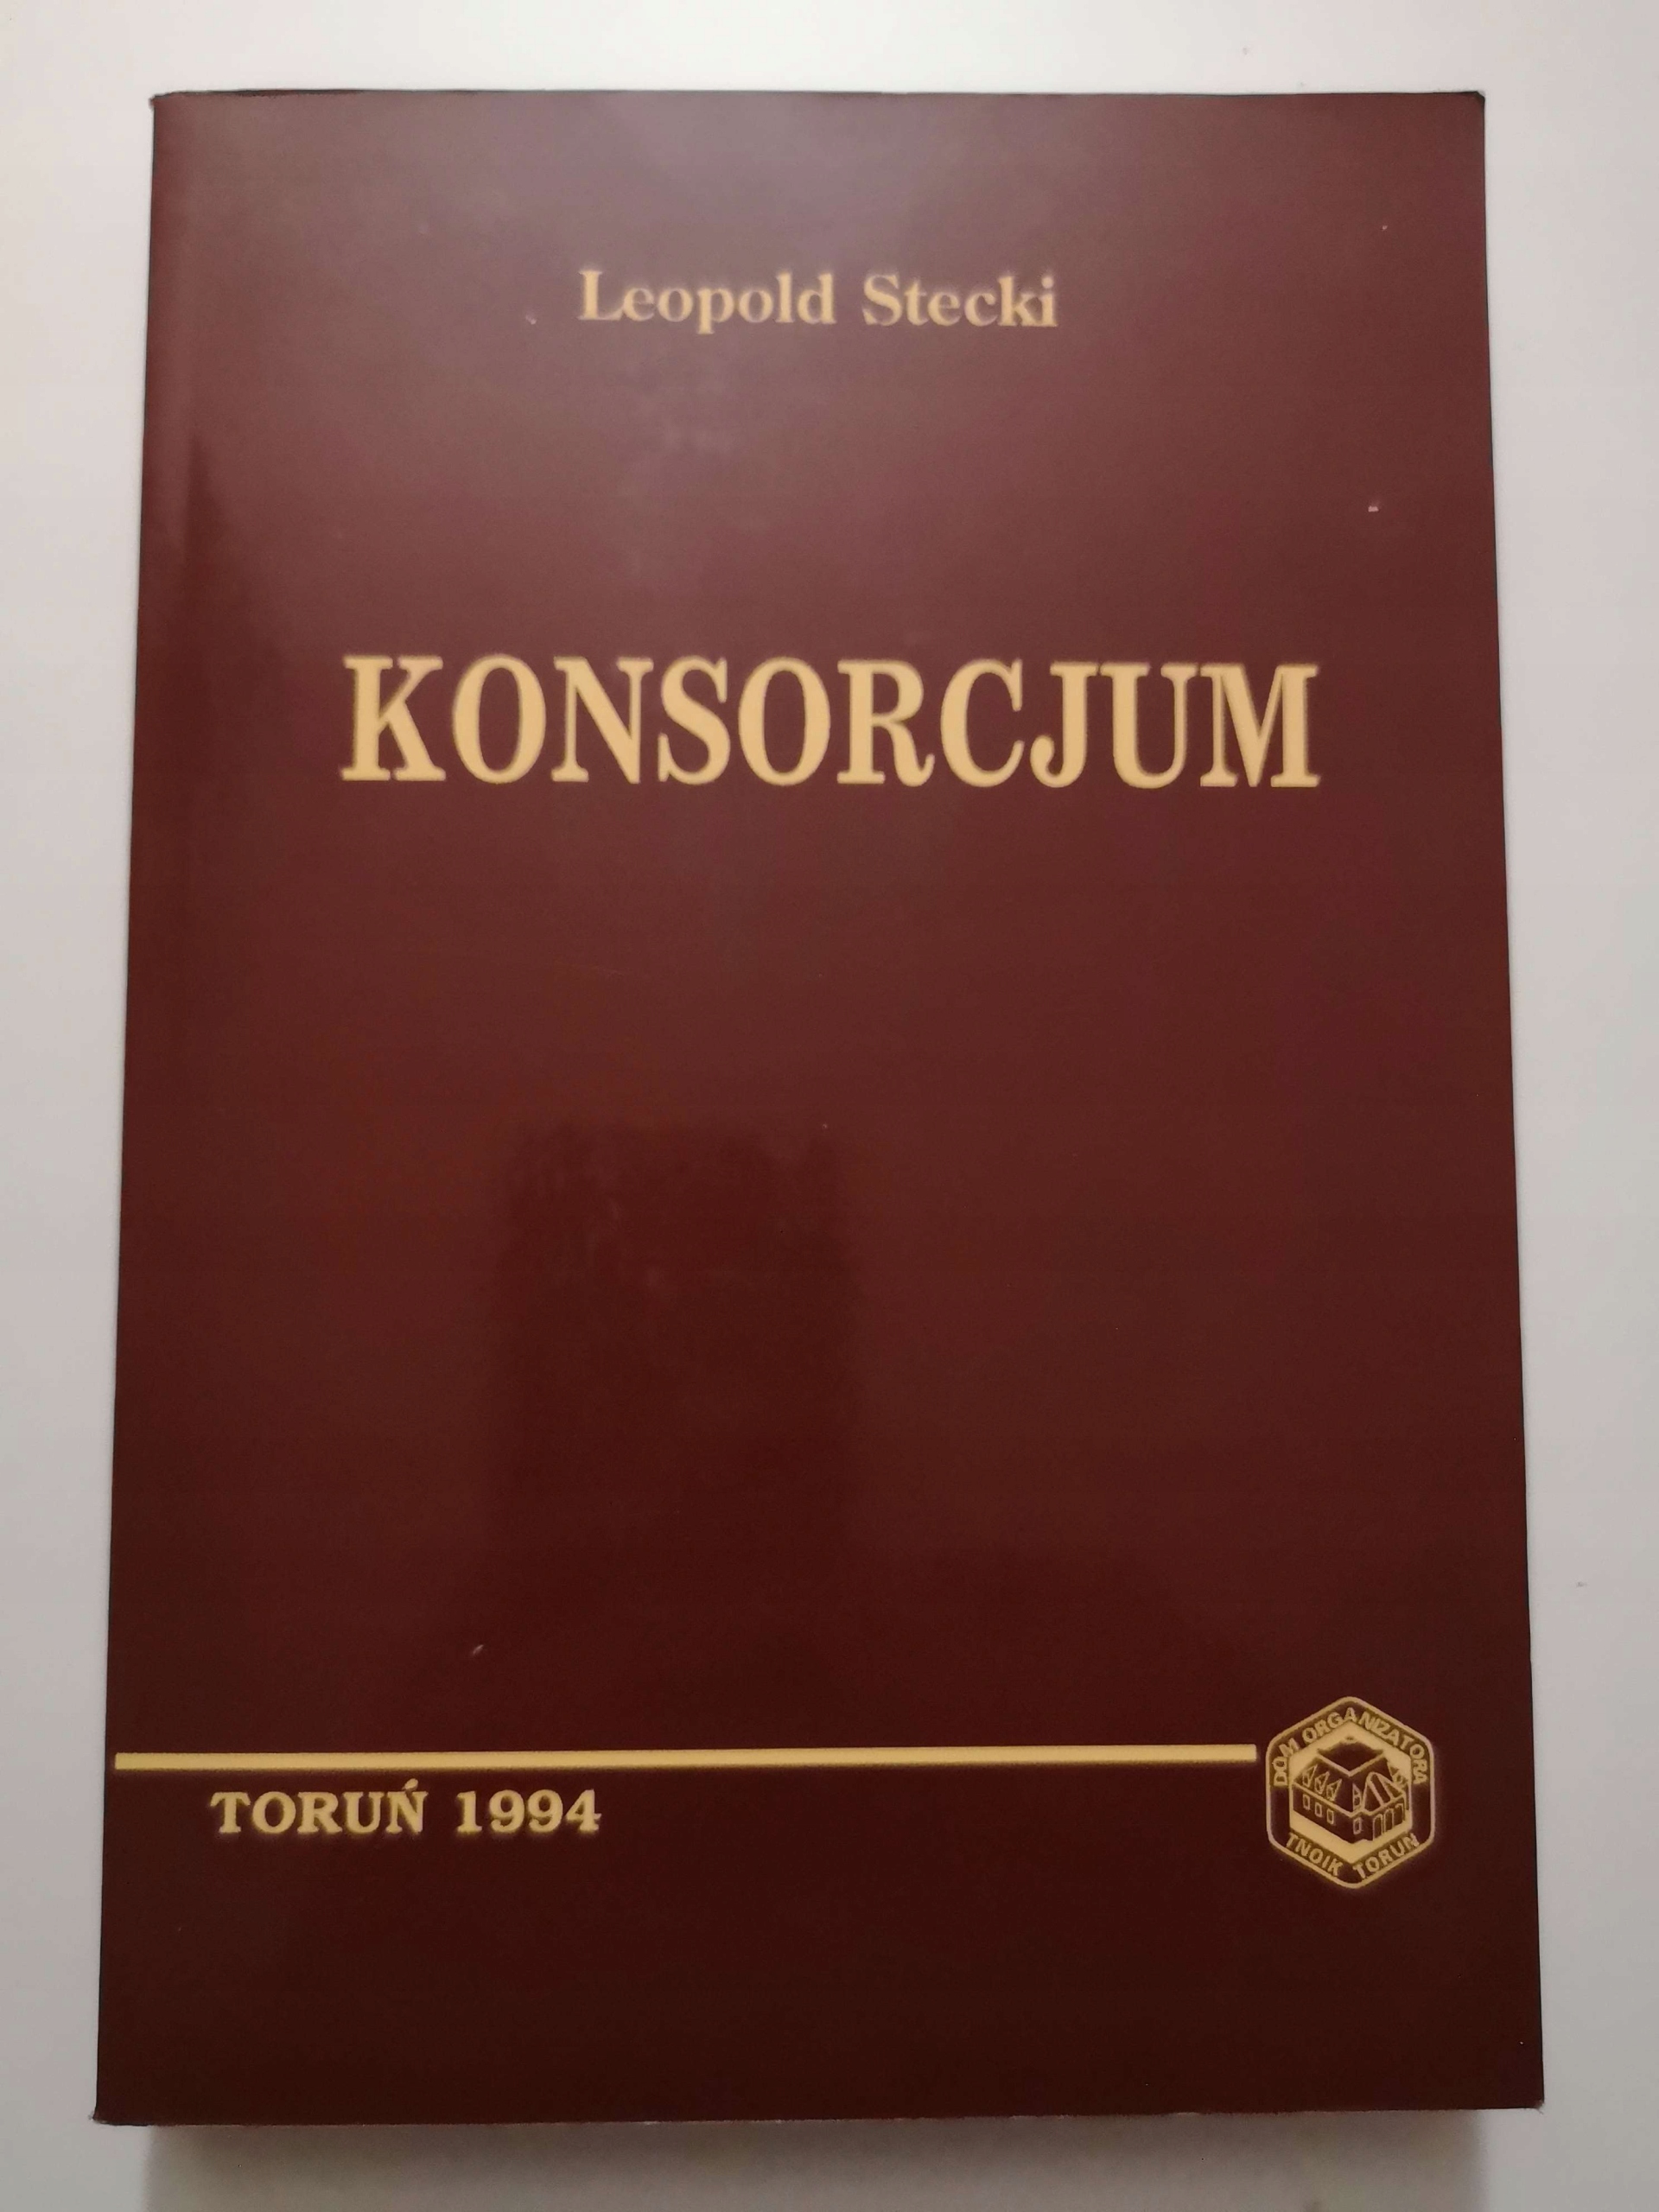 Leopold Stecki
KONSORCJUM
TORUŃ 1994
DOM ORGANIZATORA
TNOIK TORUŃ